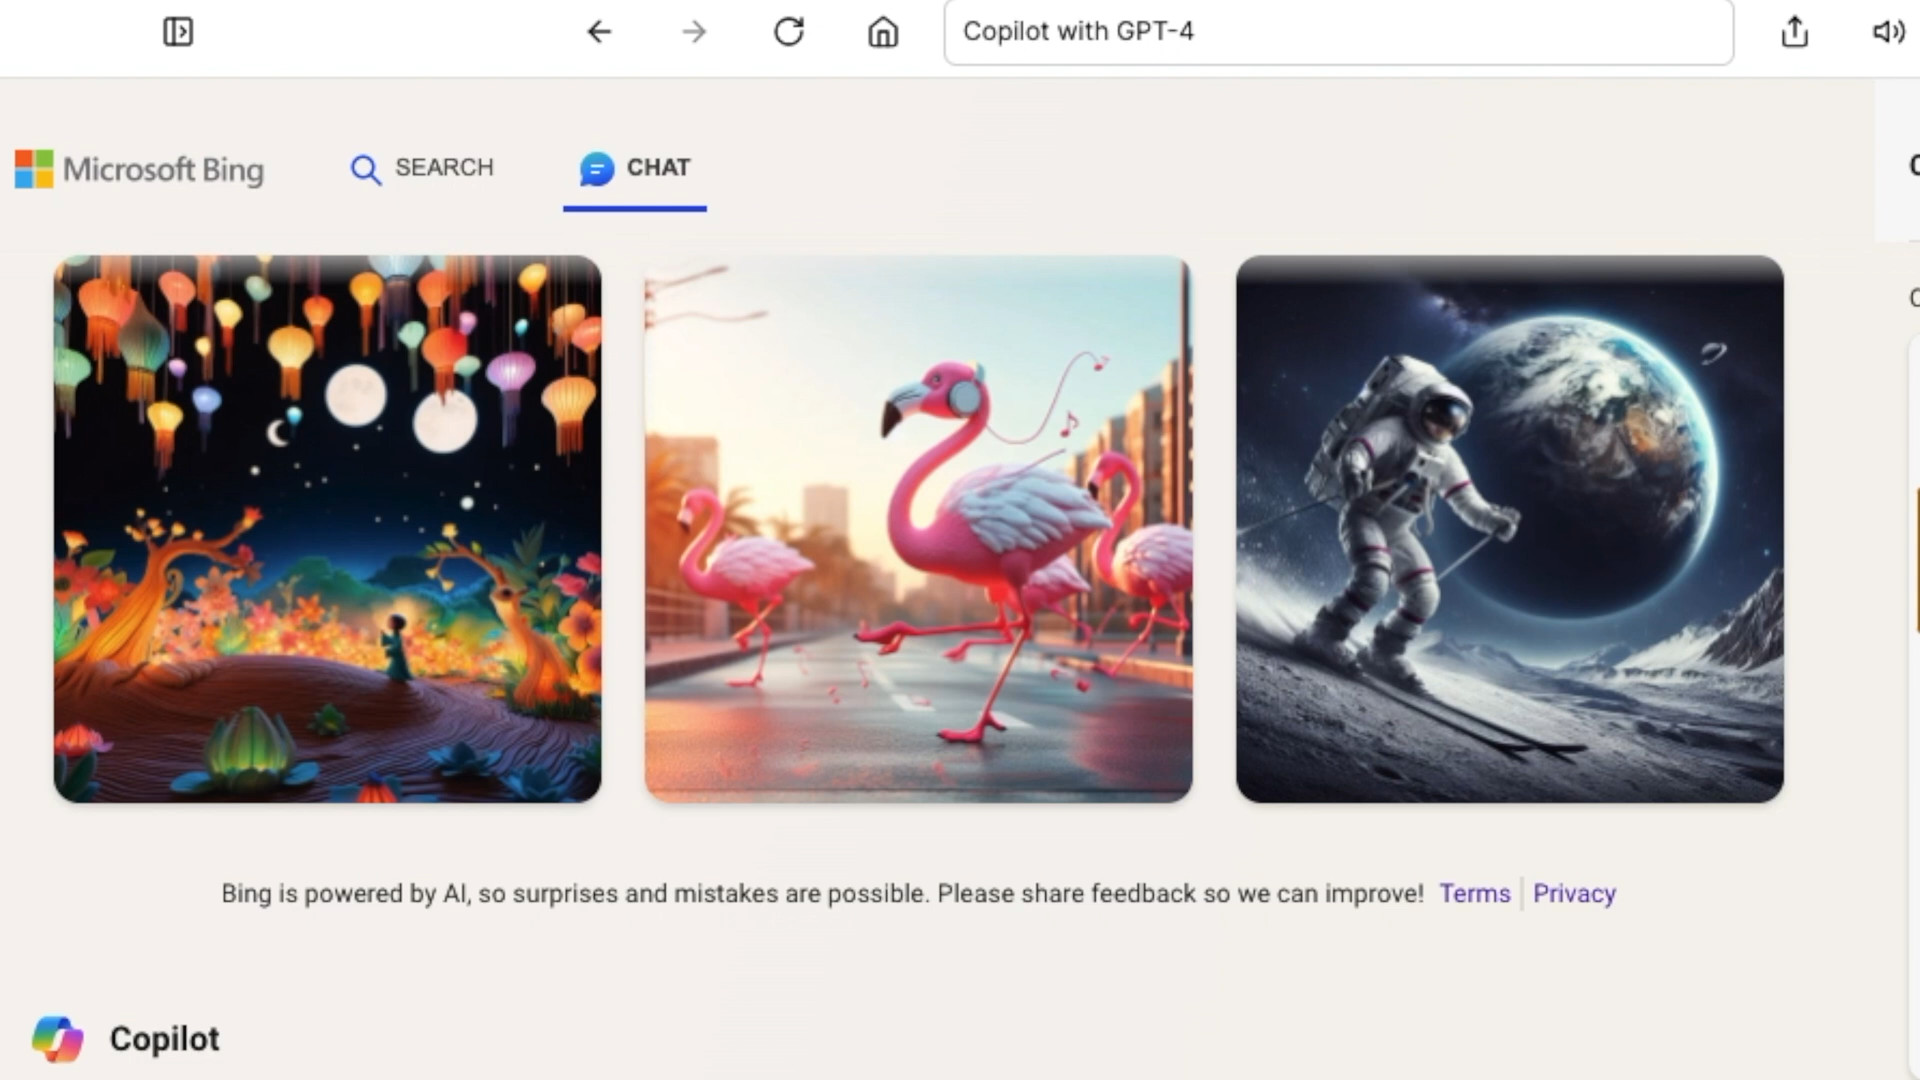 Copilot with GPT-4
Microsoft Bing
SEARCH
CHAT
Bing is powered by AI, so surprises and mistakes are possible. Please share feedback so we can improve! Terms | Privacy
Copilot